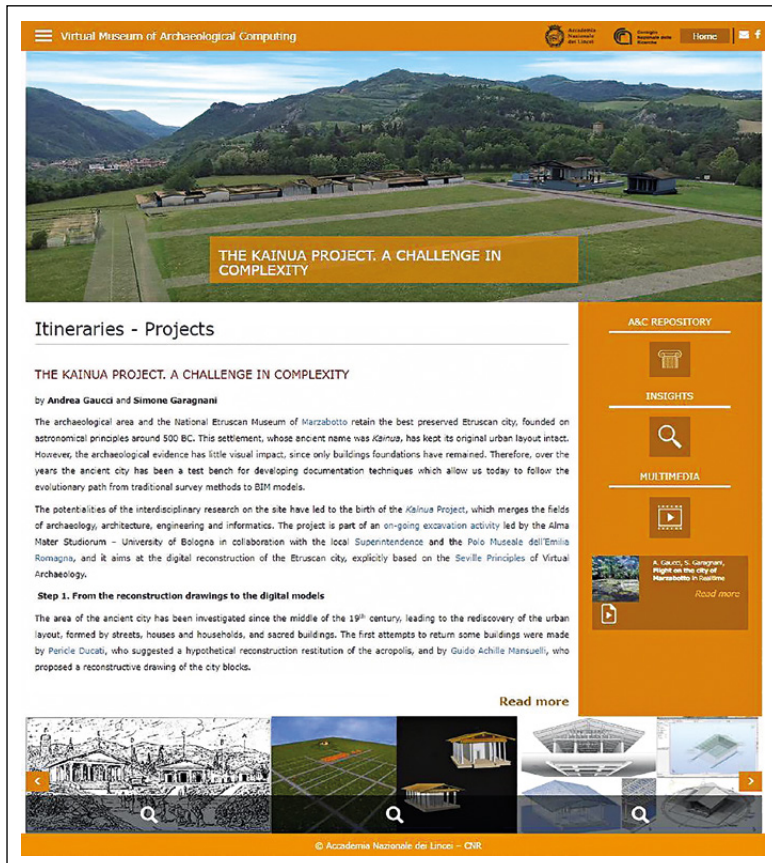 Virtual Museum of Archaeological Computing
Accademia
Nazionale
dei Lincei
Consiglio
Nazionale delle
Ricerche
Home
THE KAINUA PROJECT. A CHALLENGE IN
COMPLEXITY
Itineraries - Projects
THE KAINUA PROJECT. A CHALLENGE IN COMPLEXITY
by Andrea Gaucci and Simone Garagnani
The archaeological area and the National Etruscan Museum of Marzabotto retain the best preserved Etruscan city, founded on
astronomical principles around 500 BC. This settlement, whose ancient name was Kainua, has kept its original urban layout intact.
However, the archaeological evidence has little visual impact, since only buildings foundations have remained. Therefore, over the
years the ancient city has been a test bench for developing documentation techniques which allow us today to follow the
evolutionary path from traditional survey methods to BIM models.
The potentialities of the interdisciplinary research on the site have led to the birth of the Kainua Project, which merges the fields
of archaeology, architecture, engineering and informatics. The project is part of an on-going excavation activity led by the Alma
Mater Studiorum – University of Bologna in collaboration with the local Superintendence and the Polo Museale dell'Emilia
Romagna, and it aims at the digital reconstruction of the Etruscan city, explicitly based on the Seville Principles of Virtual
Archaeology.
Step 1. From the reconstruction drawings to the digital models
The area of the ancient city has been investigated since the middle of the 19th century, leading to the rediscovery of the urban
layout, formed by streets, houses and households, and sacred buildings. The first attempts to return some buildings were made
by Pericle Ducati, who suggested a hypothetical reconstruction restitution of the acropolis, and by Guido Achille Mansuelli, who
proposed a reconstructive drawing of the city blocks.
Read more
A&C REPOSITORY
INSIGHTS
MULTIMEDIA
A. Gaucci, S. Garagnani,
Flight on the city of
Marzabotto in Realtime
Read more
© Accademia Nazionale dei Lincei – CNR